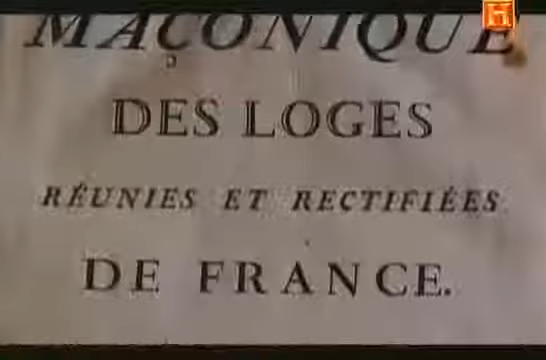 MAÇONIQUE
DES LOGES
RÉUNIES ET RECTIFIÉES
DE FRANCE.
H